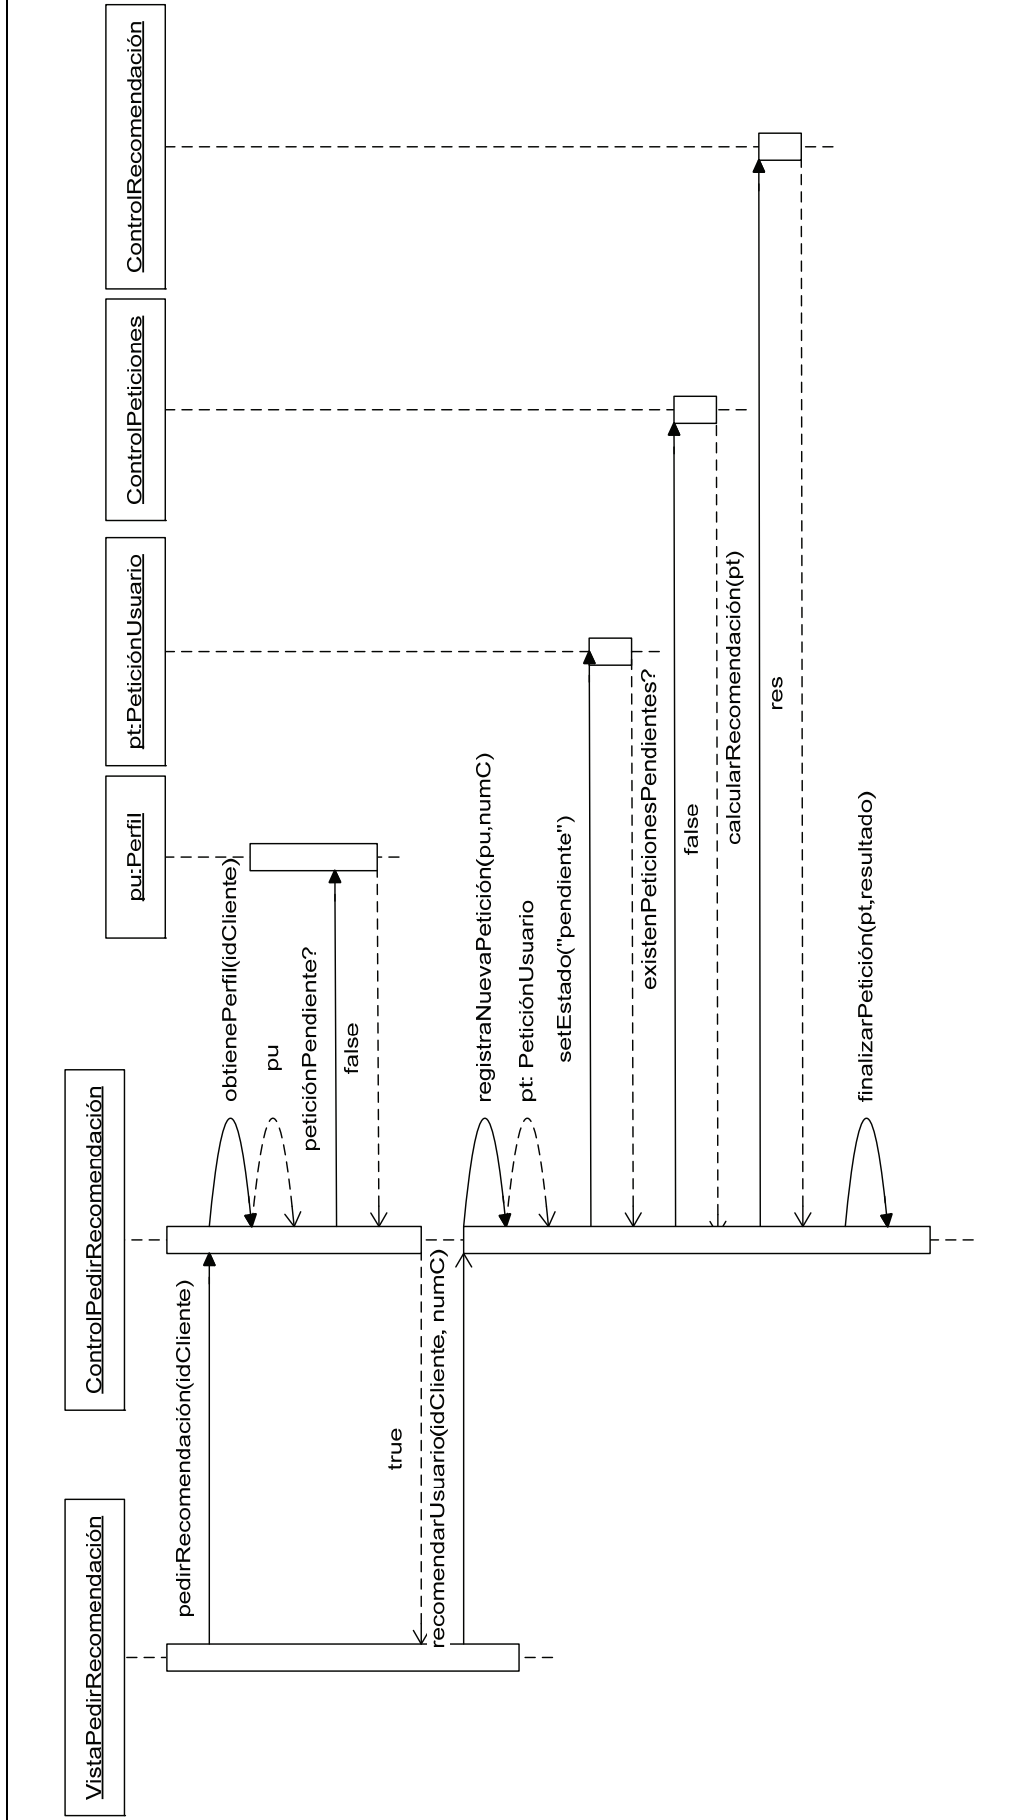 VistaPedirRecomendación
ControlPedirRecomendación
pu:Perfil
pt:PeticiónUsuario
ControlPeticiones
ControlRecomendación
pedirRecomendación(idCliente)
obtienePerfil(idCliente)
pu
peticiónPendiente?
false
true
recomendarUsuario(idCliente, numC)
registraNuevaPetición(pu,numC)
pt: PeticiónUsuario
setEstado("pendiente")
existenPeticionesPendientes?
false
calcularRecomendación(pt)
res
finalizarPetición(pt,resultado)